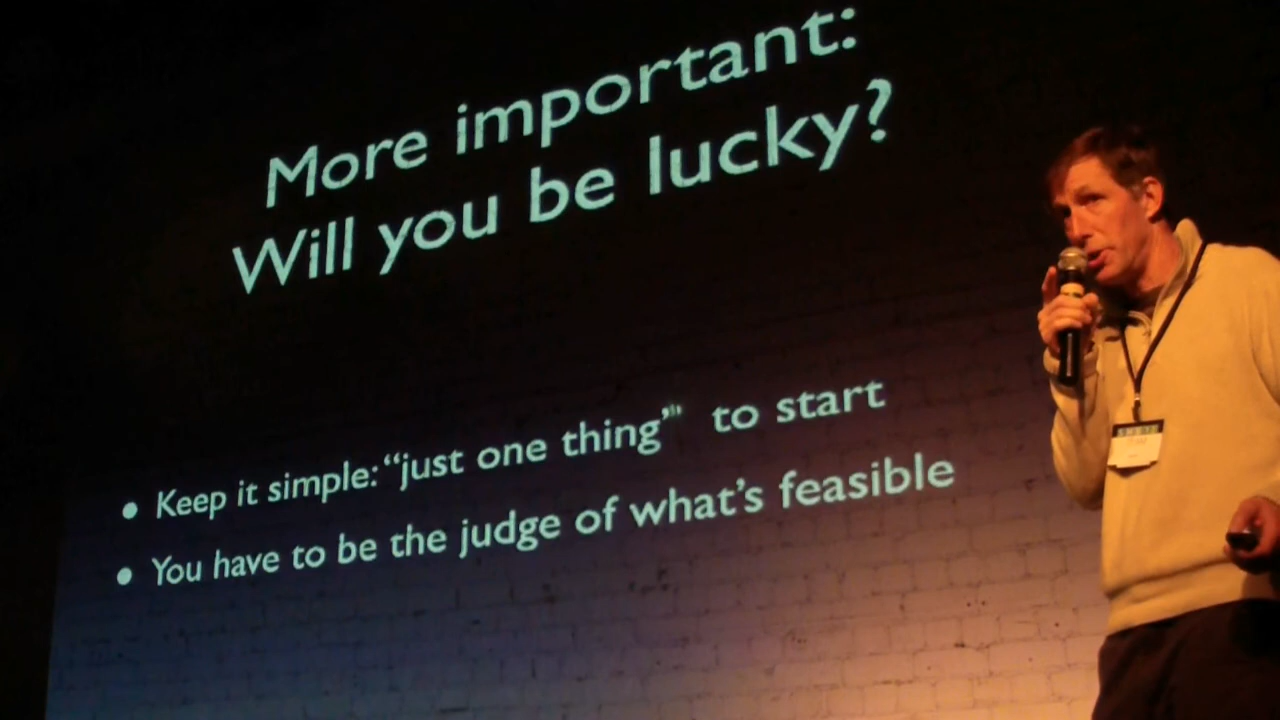 More important:
Will you be lucky?
• Keep it simple: “just one thing’” to start
• You have to be the judge of what’s feasible